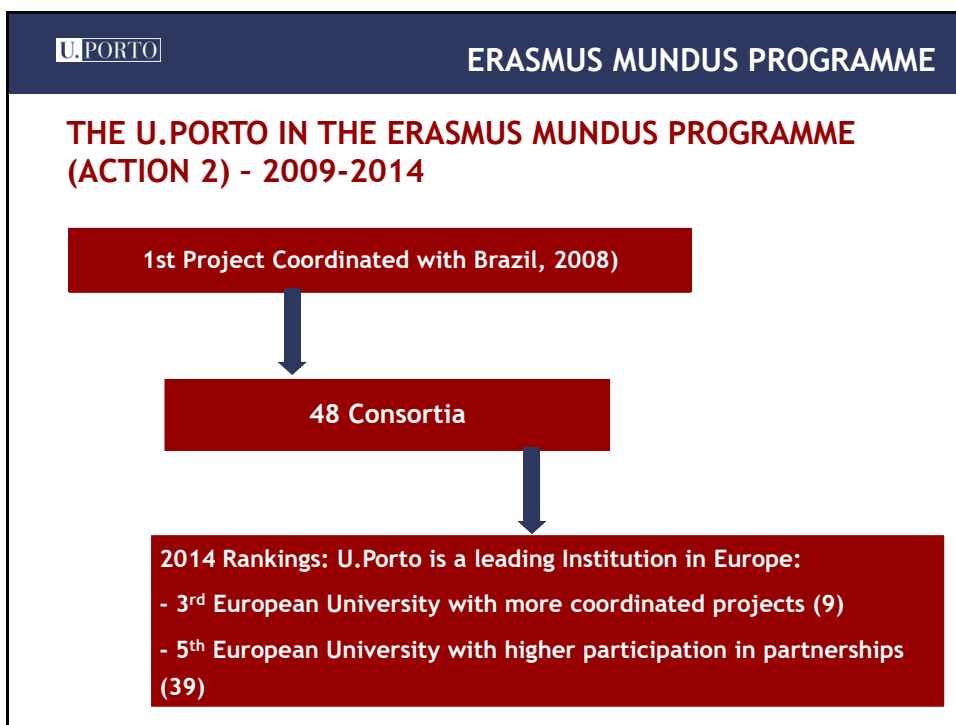 U.PORTO
ERASMUS MUNDUS PROGRAMME
THE U.PORTO IN THE ERASMUS MUNDUS PROGRAMME
(ACTION 2) – 2009-2014
1st Project Coordinated with Brazil, 2008)
48 Consortia
2014 Rankings: U.Porto is a leading Institution in Europe:
- 3rd European University with more coordinated projects (9)
- 5th European University with higher participation in partnerships
(39)